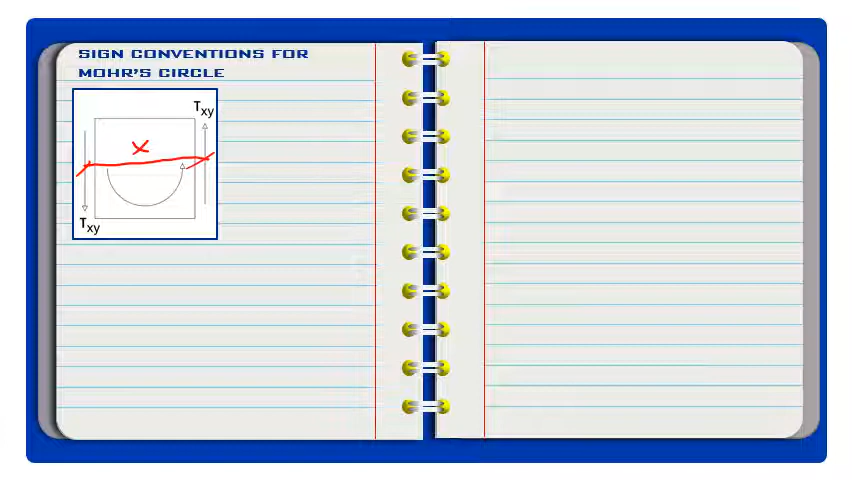 SIGN CONVENTIONS FOR
MOHR'S CIRCLE
Txy
X
Txy